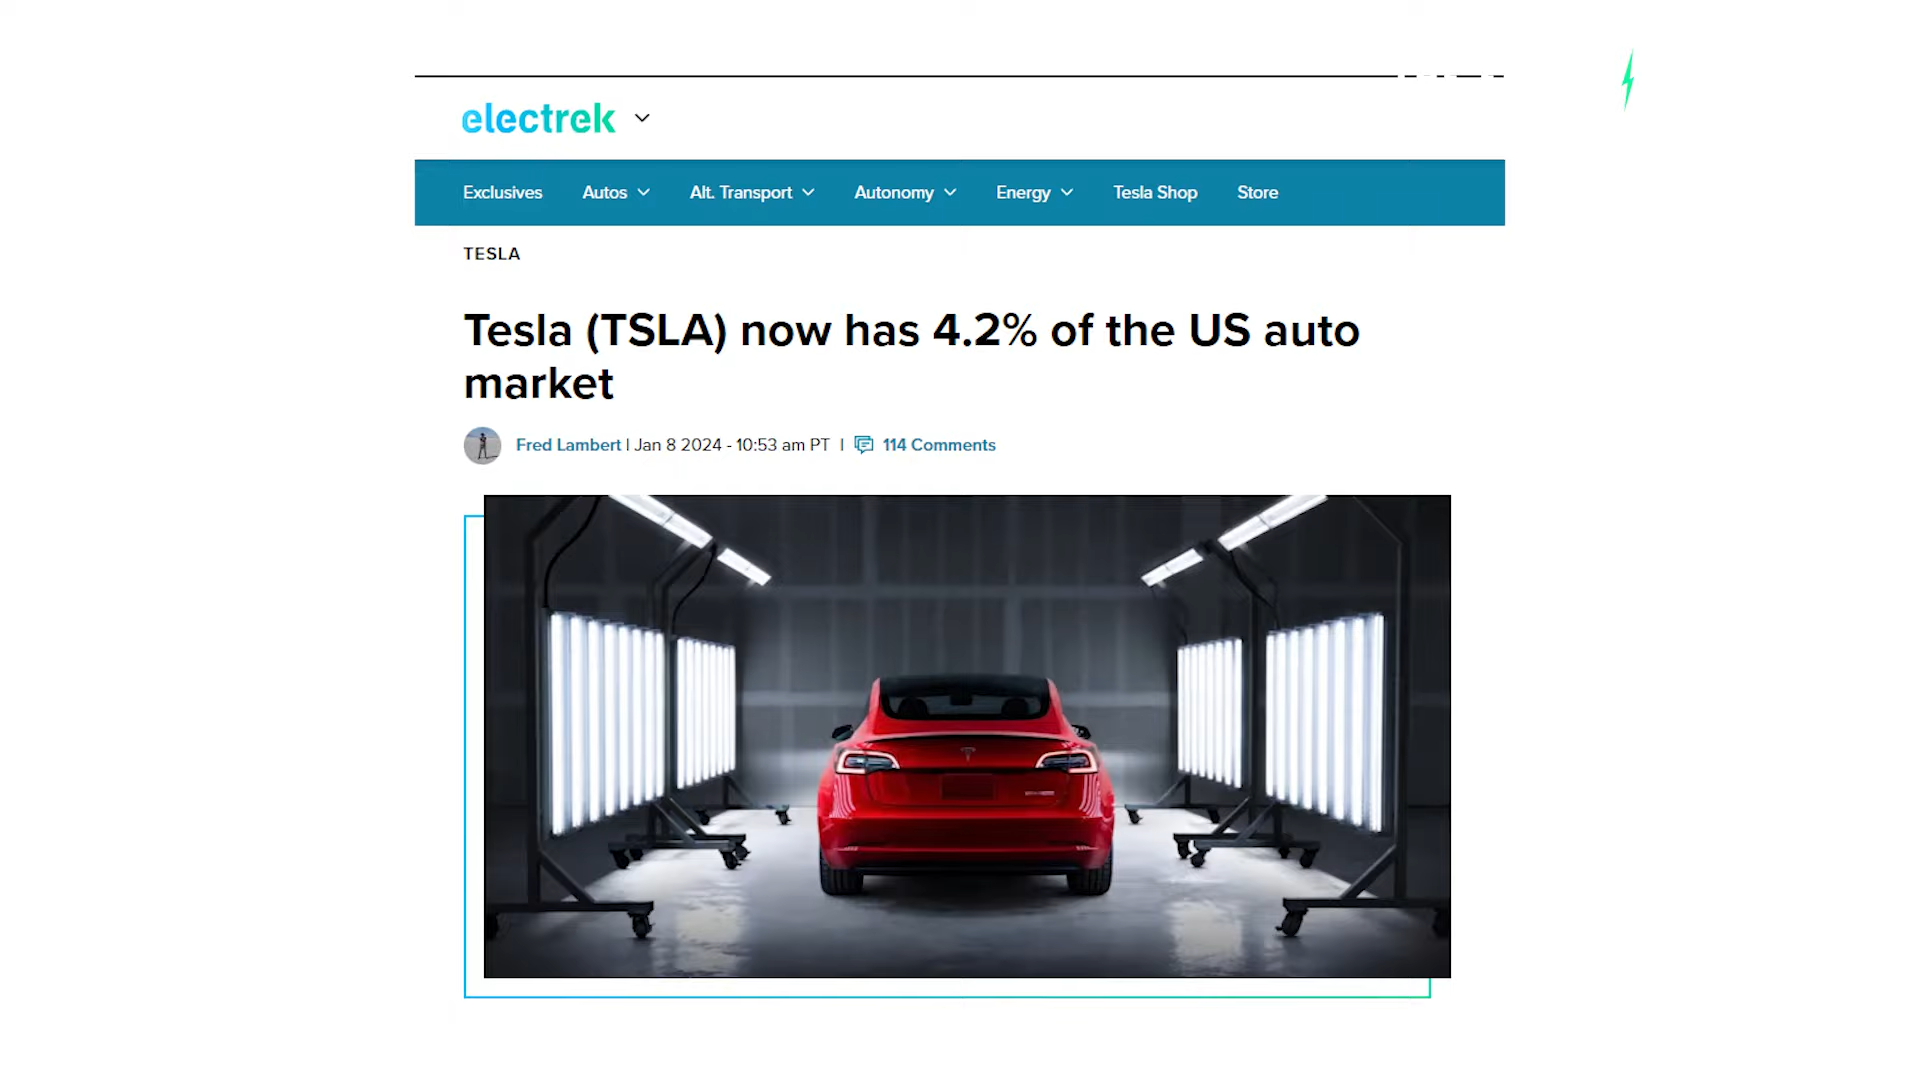 electrek
Exclusives Autos Alt. Transport Autonomy Energy Tesla Shop Store
TESLA
Tesla (TSLA) now has 4.2% of the US auto
market
Fred Lambert | Jan 8 2024 - 10:53 am PT | 114 Comments